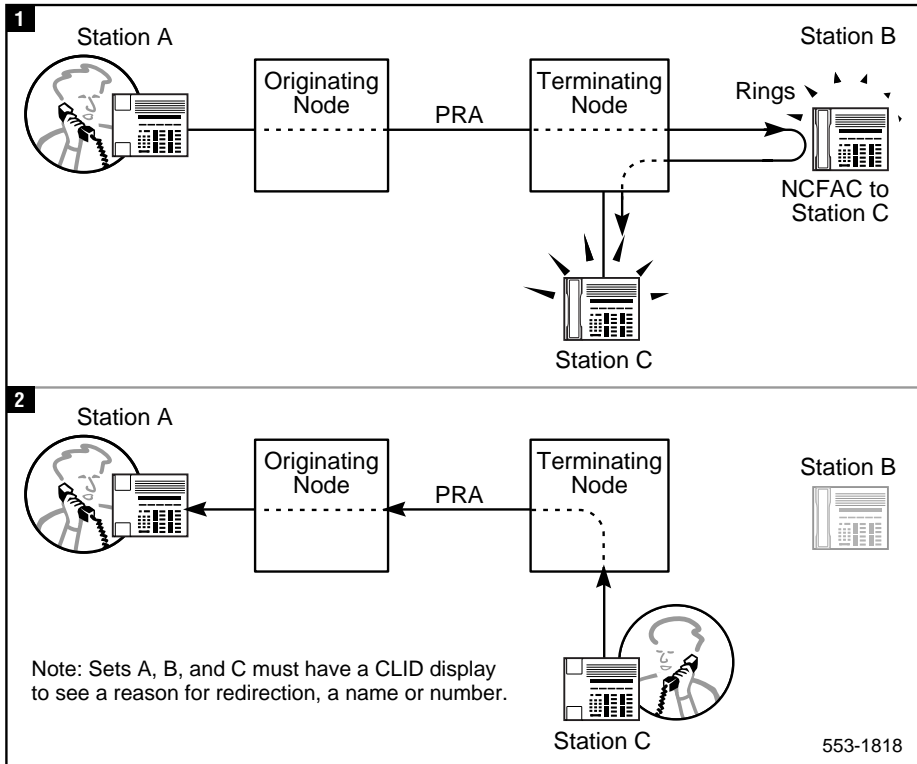 1
Station A
Station B
Originating
Node
Terminating
Node
PRA
Rings
NCFAC to
Station C
Station C
2
Station A
Originating
Node
PRA
Terminating
Node
Station B
Note: Sets A, B, and C must have a CLID display
to see a reason for redirection, a name or number.
Station C
553-1818